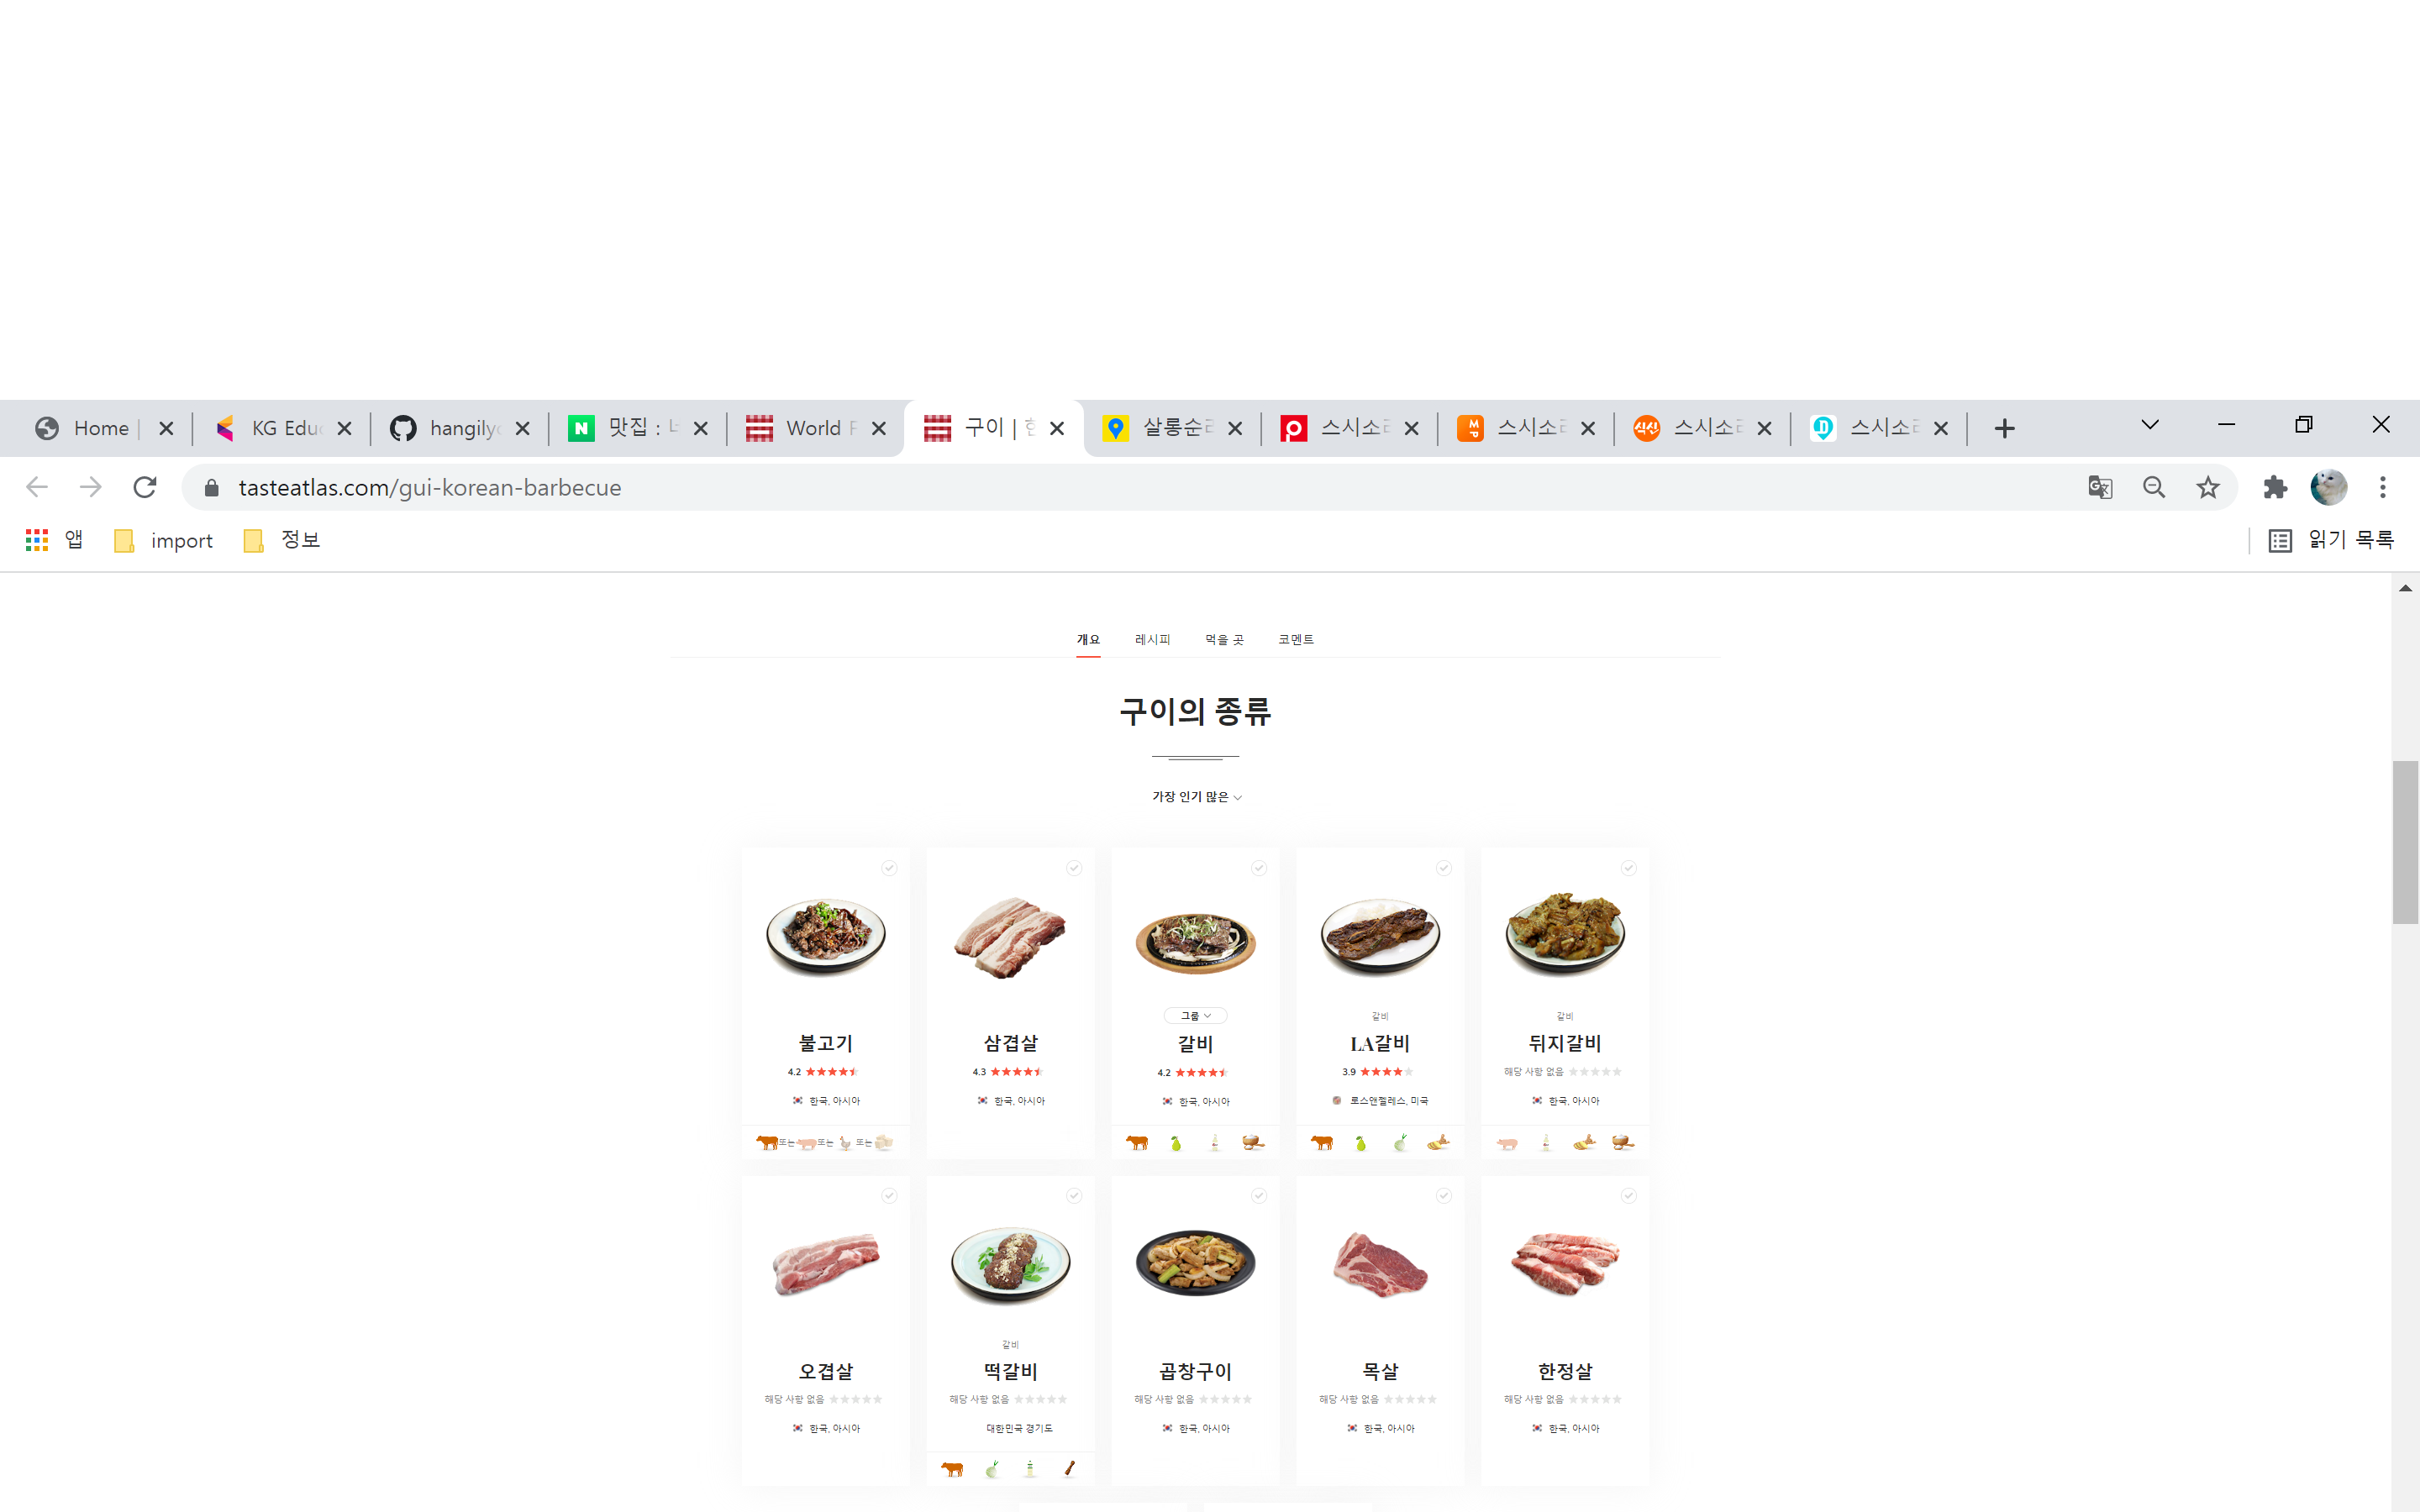 Home
KG Educ
hangilyo
맛집 : 
World F
구이 | 한
살롱순라
스시소라
스시소라
스시소라
스시소라
tasteatlas.com/gui-korean-barbecue
앱 import 정보 읽기 목록
개요 레시피 먹을 곳 코멘트
구이의 종류
가장 인기 많은
그룹 갈비 갈비
불고기 삼겹살 갈비 LA갈비 뒤지갈비
4.2 4.3 4.2 3.9 해당 사항 없음
한국, 아시아 한국, 아시아 한국, 아시아 로스앤젤레스, 미국 한국, 아시아
또는 또는 또는
갈비
오겹살 떡갈비 곱창구이 목살 한정살
해당 사항 없음 해당 사항 없음 해당 사항 없음 해당 사항 없음 해당 사항 없음
한국, 아시아 대한민국 경기도 한국, 아시아 한국, 아시아 한국, 아시아